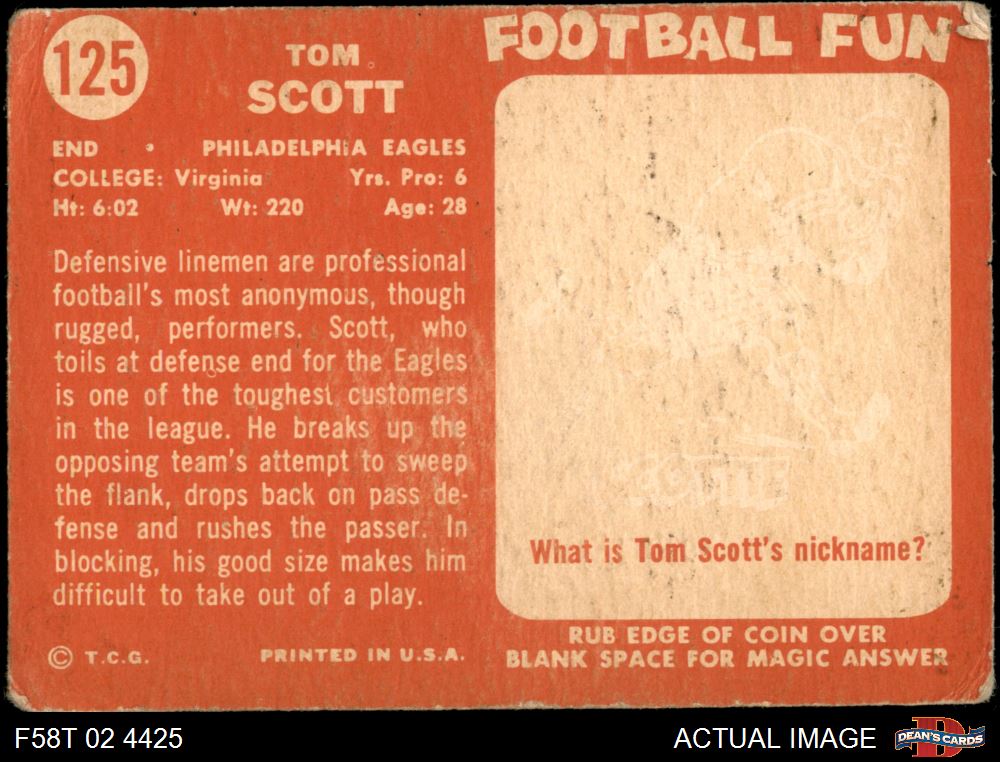 125
TOM
SCOTT
END • PHILADELPHIA EAGLES
COLLEGE: Virginia Yrs. Pro: 6
Ht: 6:02 Wt: 220 Age: 28
Defensive linemen are professional
football's most anonymous, though
rugged, performers. Scott, who
toils at defense end for the Eagles
is one of the toughest customers
in the league. He breaks up the
opposing team's attempt to sweep
the flank, drops back on pass de-
fense and rushes the passer. In
blocking, his good size makes him
difficult to take out of a play.
© T.C.G. PRINTED IN U.S.A.
FOOTBALL FUN
What is Tom Scott's nickname?
RUB EDGE OF COIN OVER
BLANK SPACE FOR MAGIC ANSWER
F58T 02 4425
ACTUAL IMAGE
DEAN'S CARDS